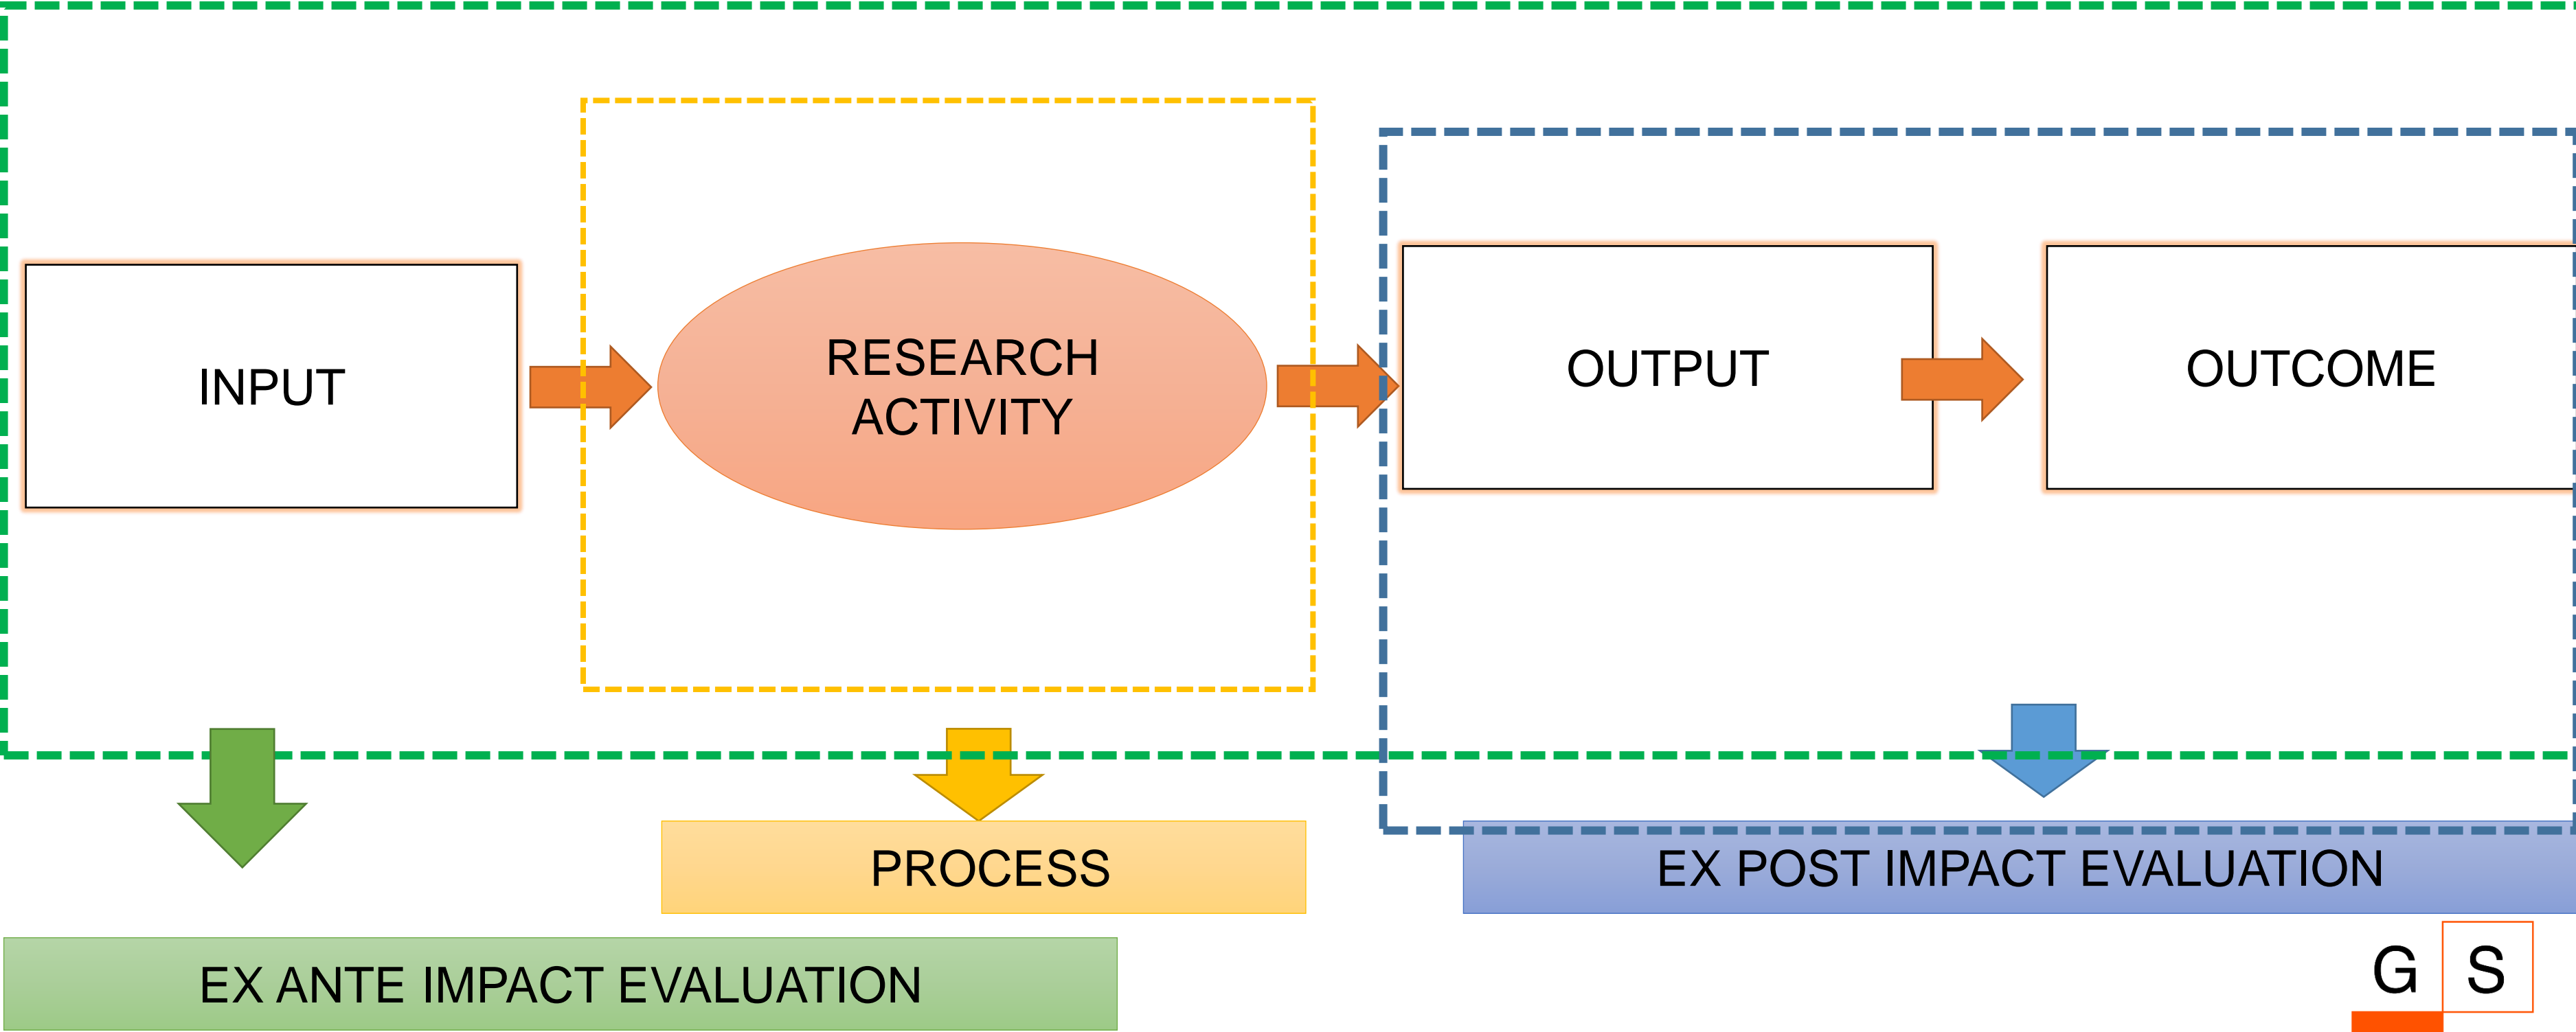 INPUT
RESEARCH
ACTIVITY
OUTPUT
OUTCOME
PROCESS
EX POST IMPACT EVALUATION
EX ANTE IMPACT EVALUATION
G S